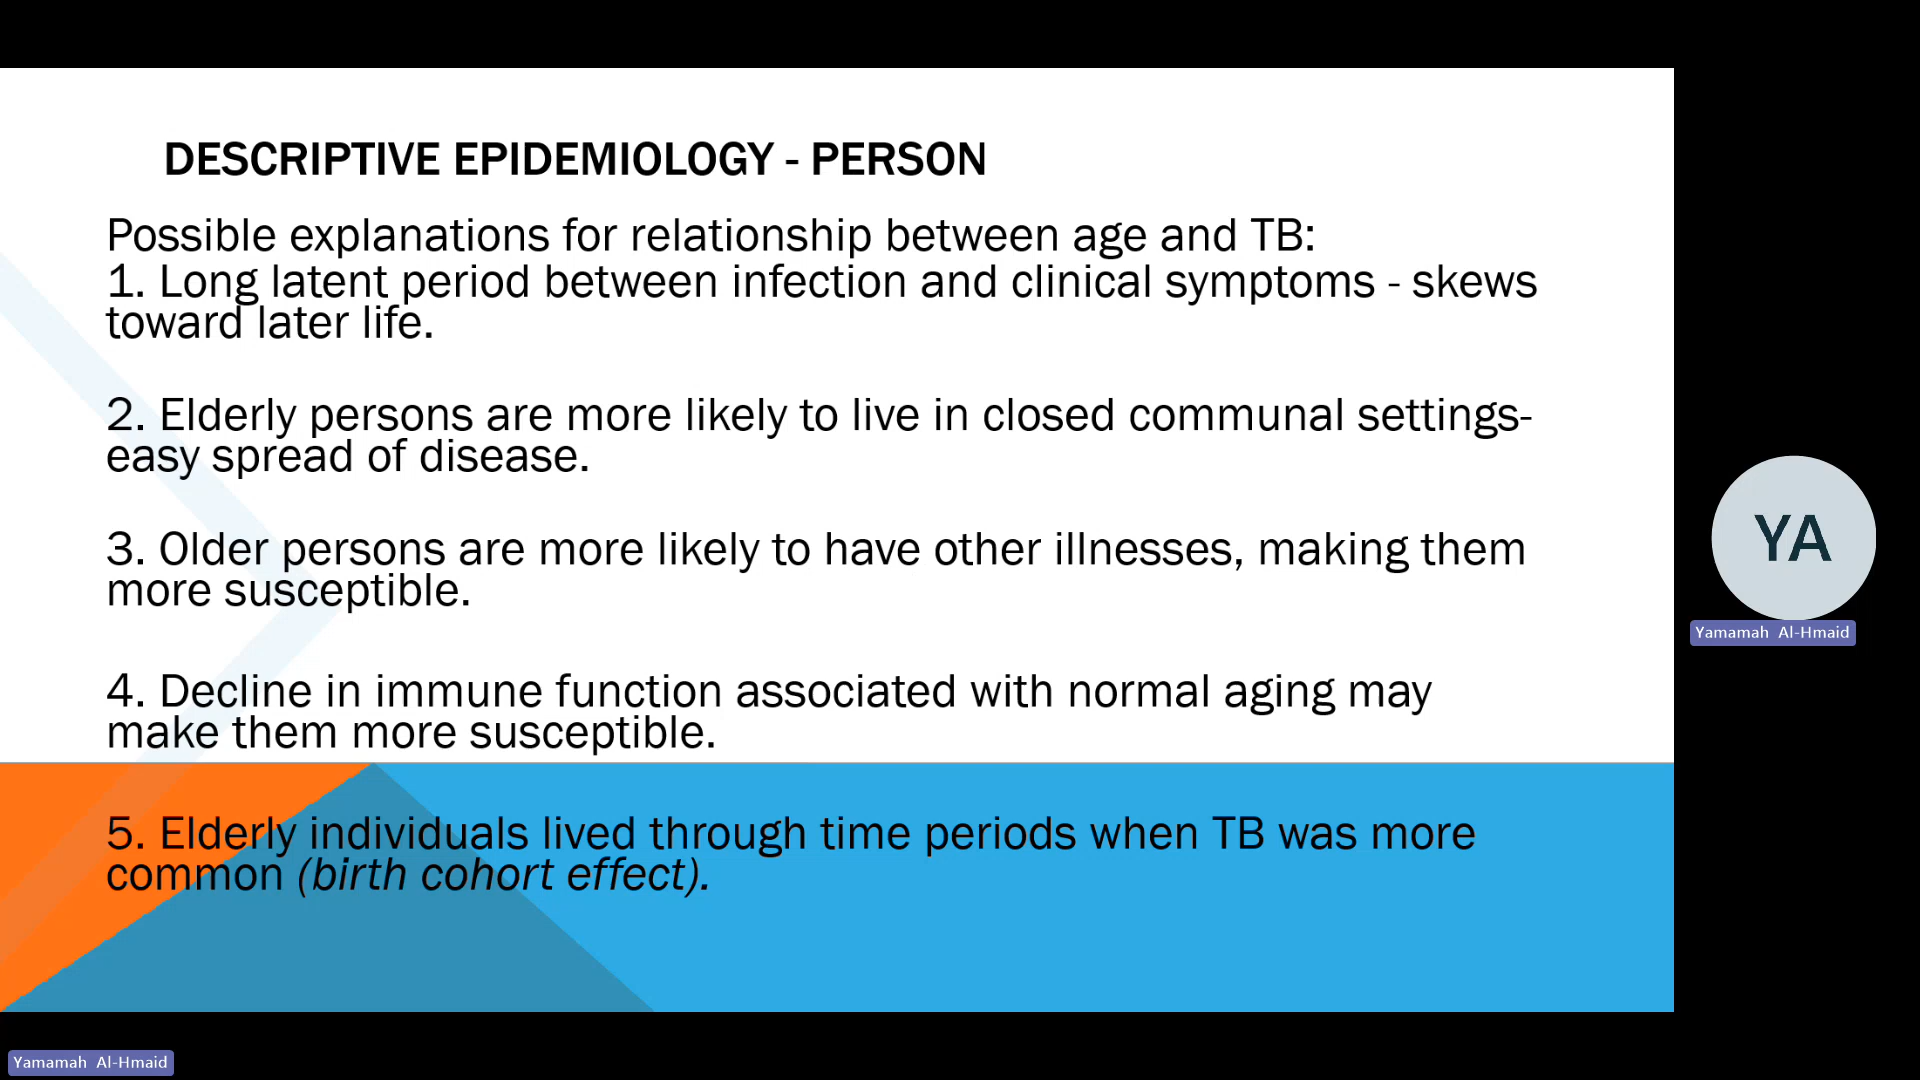 DESCRIPTIVE EPIDEMIOLOGY - PERSON
Possible explanations for relationship between age and TB:
1. Long latent period between infection and clinical symptoms - skews
toward later life.
2. Elderly persons are more likely to live in closed communal settings-
easy spread of disease.
3. Older persons are more likely to have other illnesses, making them
more susceptible.
4. Decline in immune function associated with normal aging may
make them more susceptible.
5. Elderly individuals lived through time periods when TB was more
common (birth cohort effect).
YA
Yamamah Al-Hmaid
Yamamah Al-Hmaid